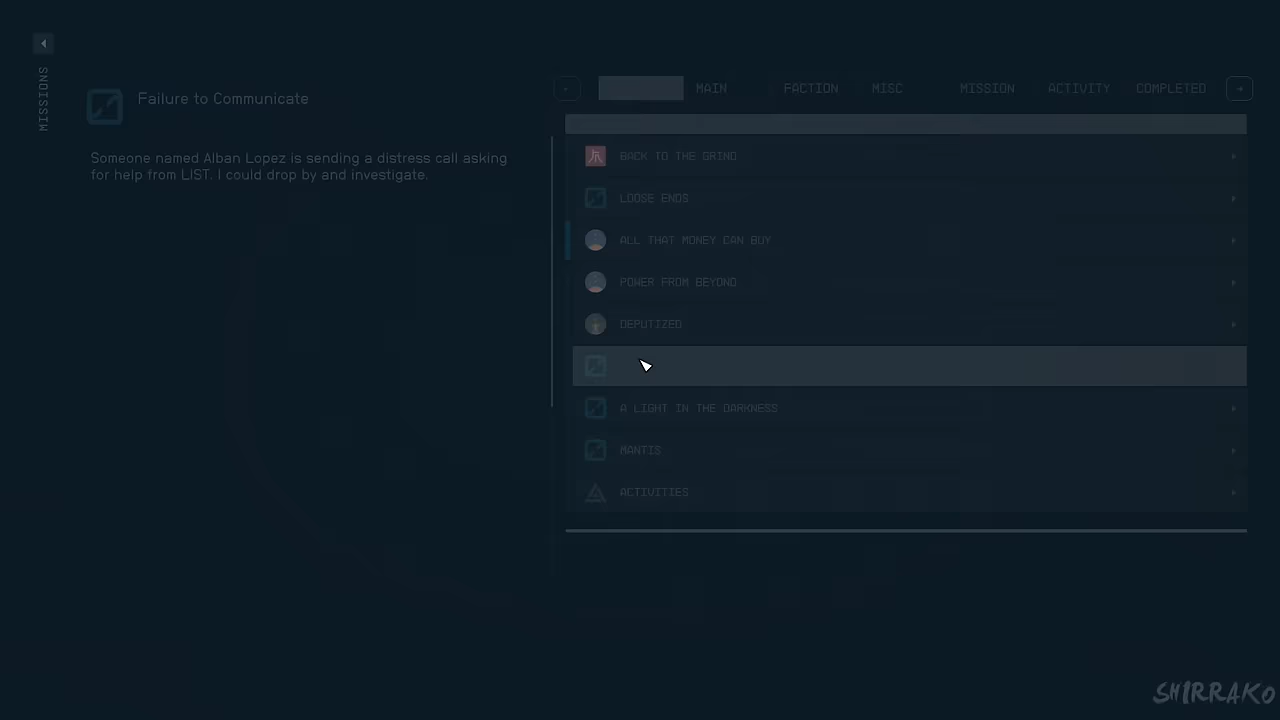 MISSIONS
Failure to Communicate
Someone named Alban Lopez is sending a distress call asking
for help from LIST. I could drop by and investigate.
MAIN FACTION MISC MISSION ACTIVITY COMPLETED
BACK TO THE GRIND
LOOSE ENDS
ALL THAT MONEY CAN BUY
POWER FROM BEYOND
DEPUTIZED
A LIGHT IN THE DARKNESS
MANTIS
ACTIVITIES
SHIRRAKO